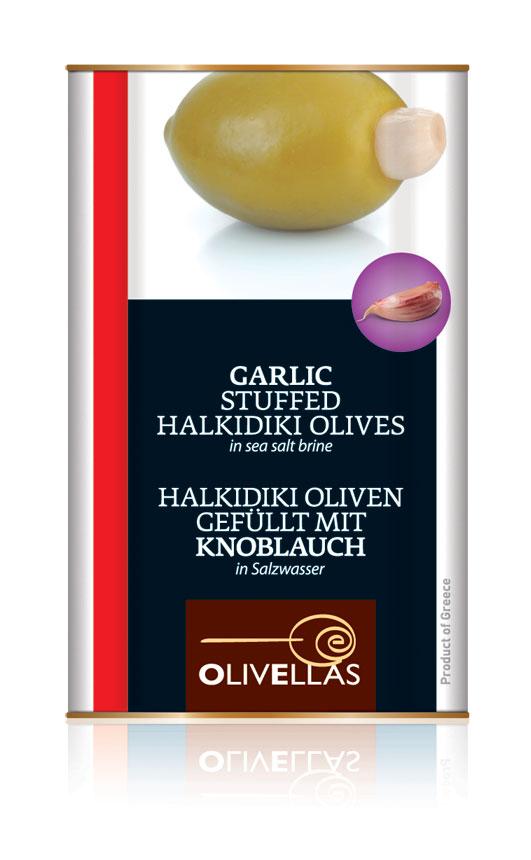 GARLIC
STUFFED
HALKIDIKI OLIVES
in sea salt brine
HALKIDIKI OLIVEN
GEFÜLLT MIT
KNOBLAUCH
in Salzwasser
e
OLIVELLAS
Product of Greece